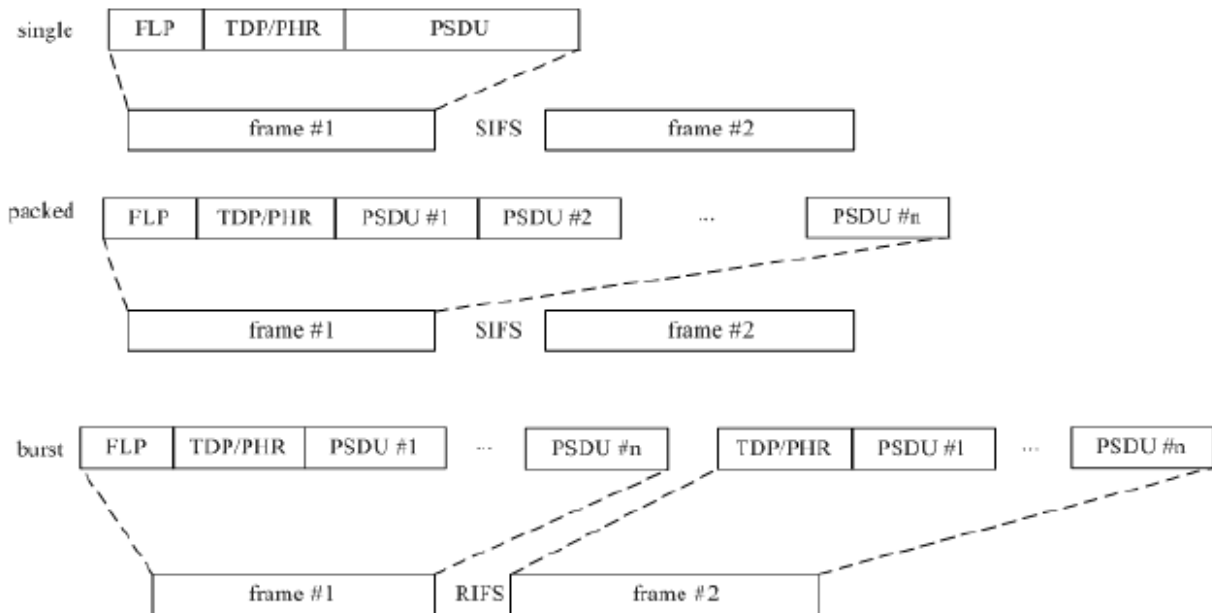 single FLP TDP/PHR PSDU
frame #1 SIFS frame #2
packed FLP TDP/PHR PSDU #1 PSDU #2 ... PSDU #n
frame #1 SIFS frame #2
burst FLP TDP/PHR PSDU #1 ... PSDU #n TDP/PHR PSDU #1 ... PSDU #n
frame #1 RIFS frame #2